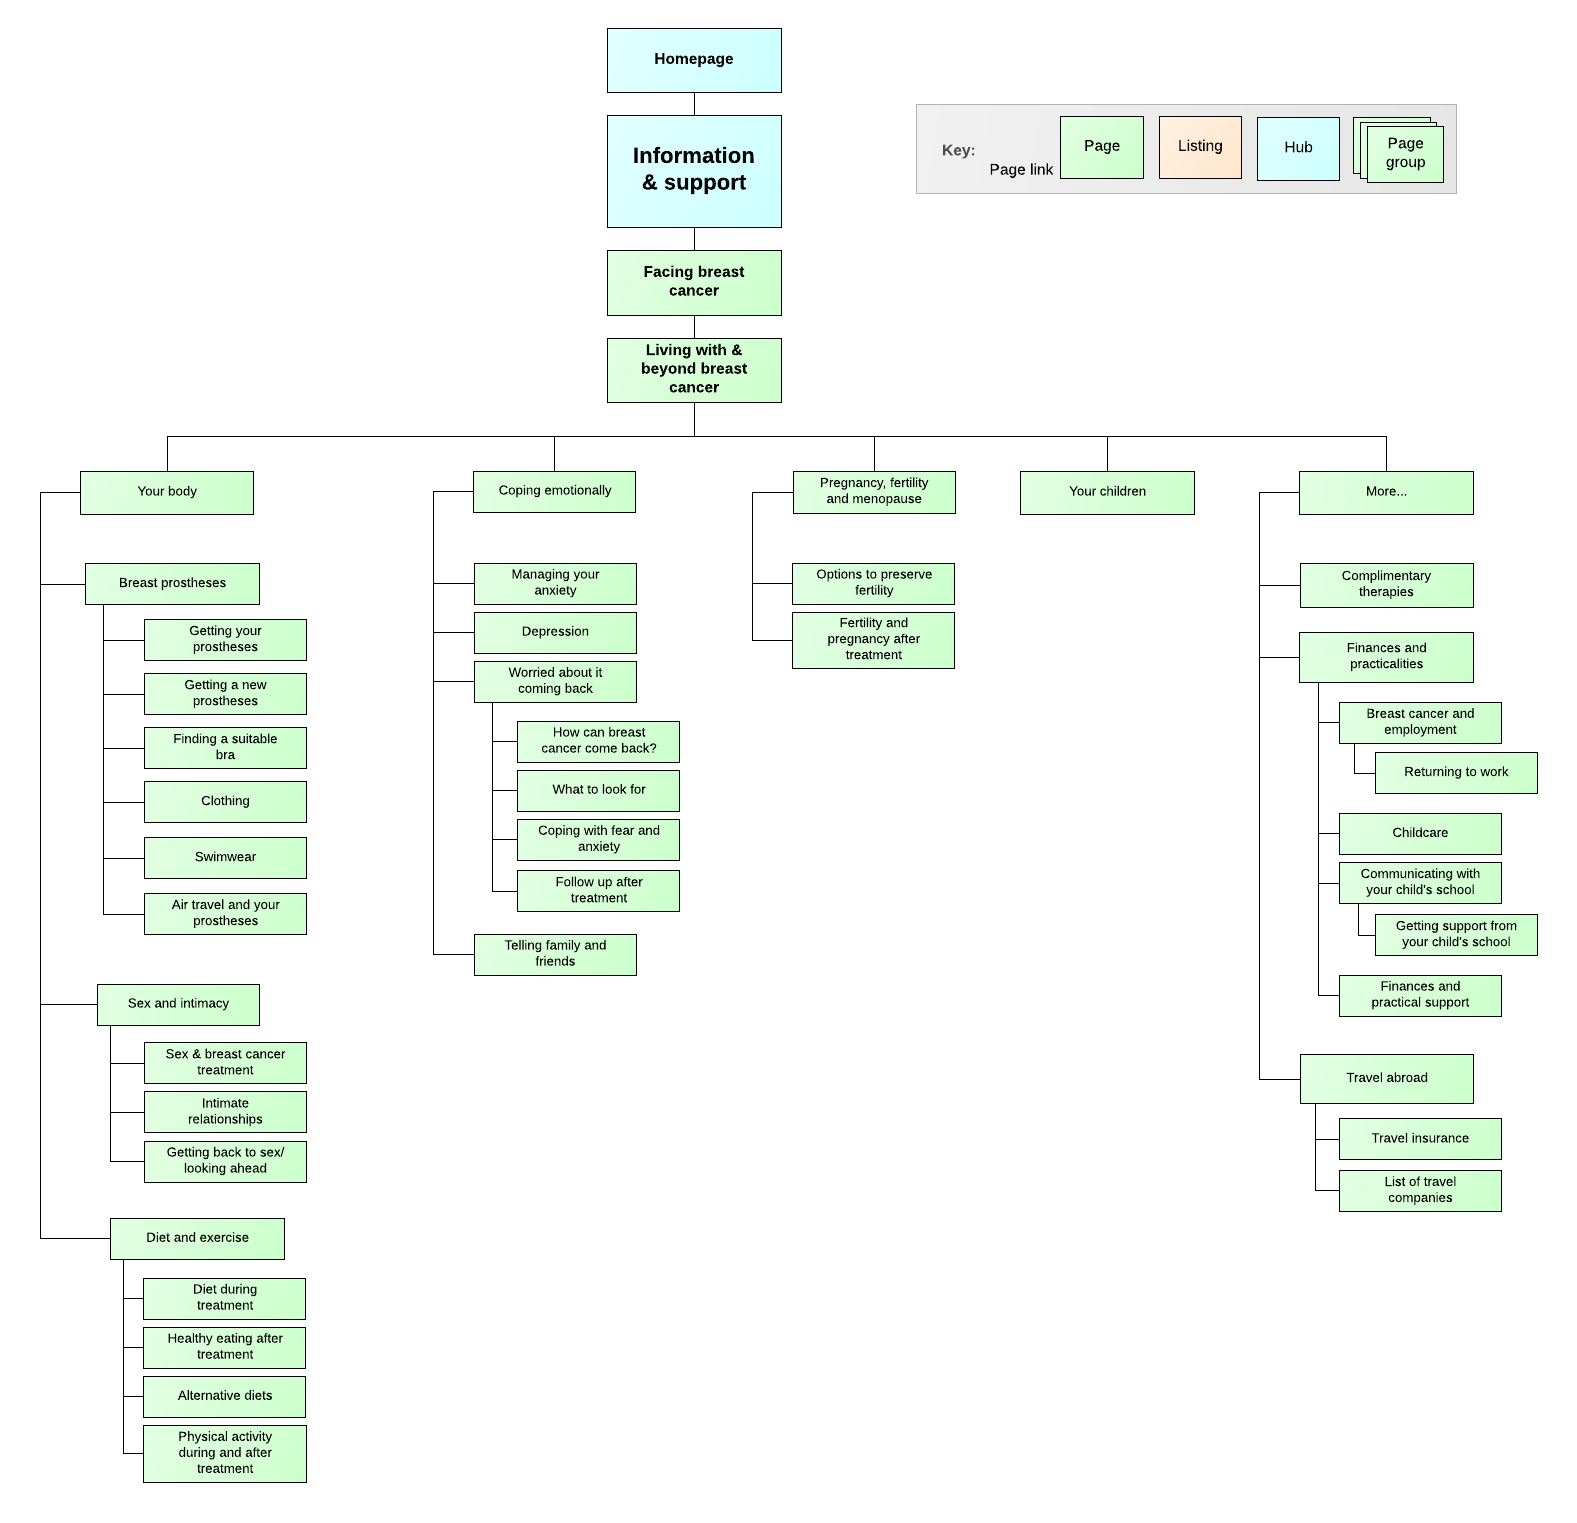 Homepage
Information
& support
Key:
Page link
Page
Listing
Hub
Page
group
Facing breast
cancer
Living with &
beyond breast
cancer
Your body
Breast prostheses
Getting your
prostheses
Getting a new
prostheses
Finding a suitable
bra
Clothing
Swimwear
Air travel and your
prostheses
Sex and intimacy
Sex & breast cancer
treatment
Intimate
relationships
Getting back to sex/
looking ahead
Diet and exercise
Diet during
treatment
Healthy eating after
treatment
Alternative diets
Physical activity
during and after
treatment
Coping emotionally
Managing your
anxiety
Depression
Worried about it
coming back
How can breast
cancer come back?
What to look for
Coping with fear and
anxiety
Follow up after
treatment
Telling family and
friends
Pregnancy, fertility
and menopause
Options to preserve
fertility
Fertility and
pregnancy after
treatment
Your children
More...
Complimentary
therapies
Finances and
practicalities
Breast cancer and
employment
Returning to work
Childcare
Communicating with
your child's school
Getting support from
your child's school
Finances and
practical support
Travel abroad
Travel insurance
List of travel
companies